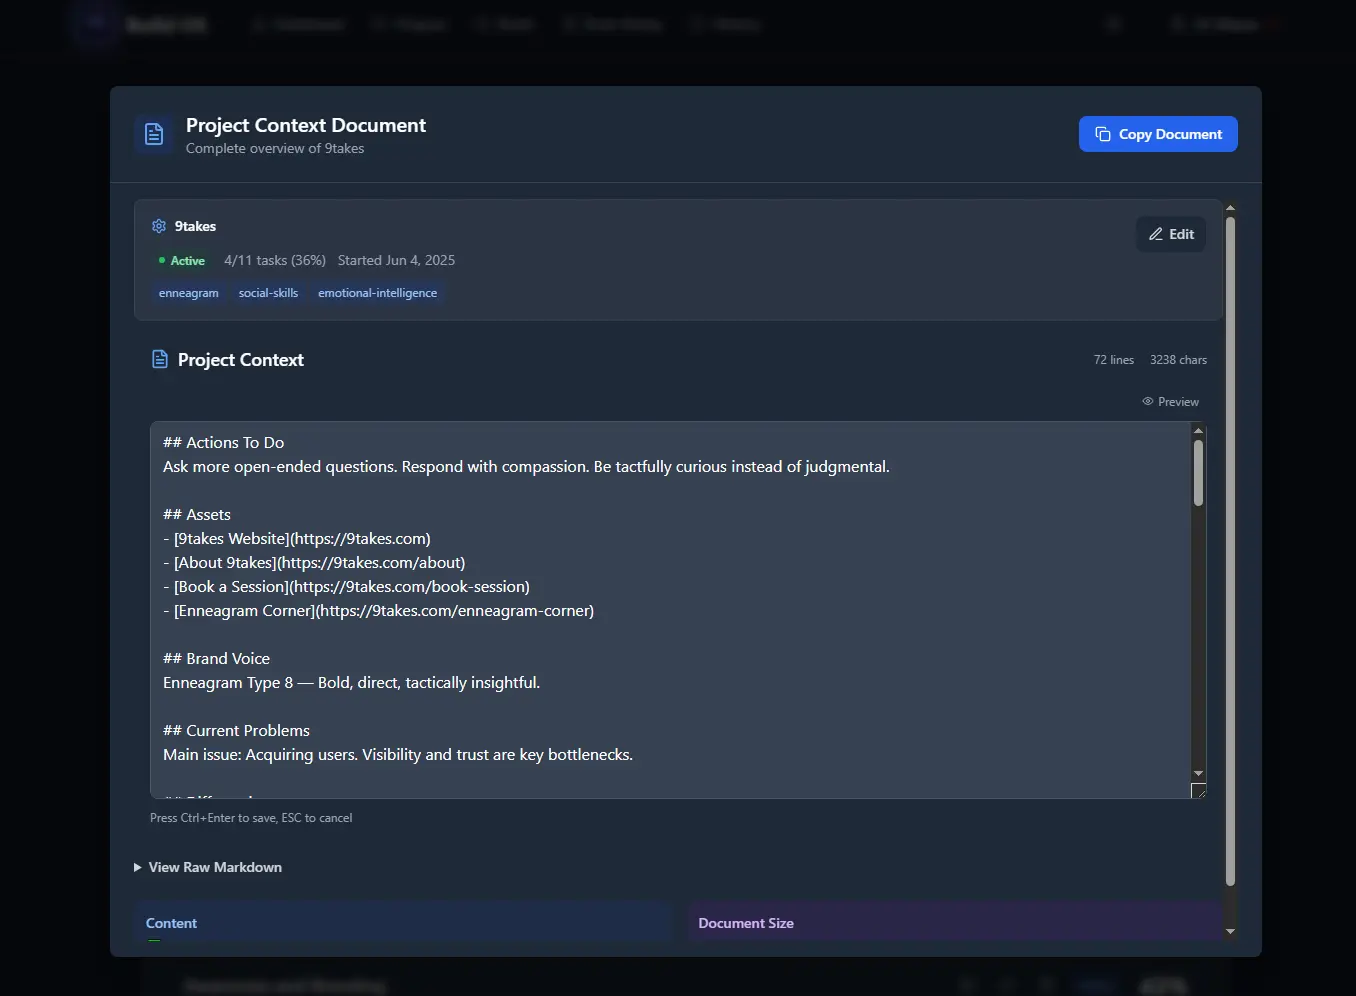 Project Context Document
Complete overview of 9takes
Copy Document
9takes
Edit
Active 4/11 tasks (36%) Started Jun 4, 2025
enneagram social-skills emotional-intelligence
Project Context
72 lines 3238 chars
Preview
## Actions To Do
Ask more open-ended questions. Respond with compassion. Be tactfully curious instead of judgmental.
## Assets
- [9takes Website](https://9takes.com)
- [About 9takes](https://9takes.com/about)
- [Book a Session](https://9takes.com/book-session)
- [Enneagram Corner](https://9takes.com/enneagram-corner)
## Brand Voice
Enneagram Type 8 — Bold, direct, tactically insightful.
## Current Problems
Main issue: Acquiring users. Visibility and trust are key bottlenecks.
Press Ctrl+Enter to save, ESC to cancel
View Raw Markdown
Content
Document Size